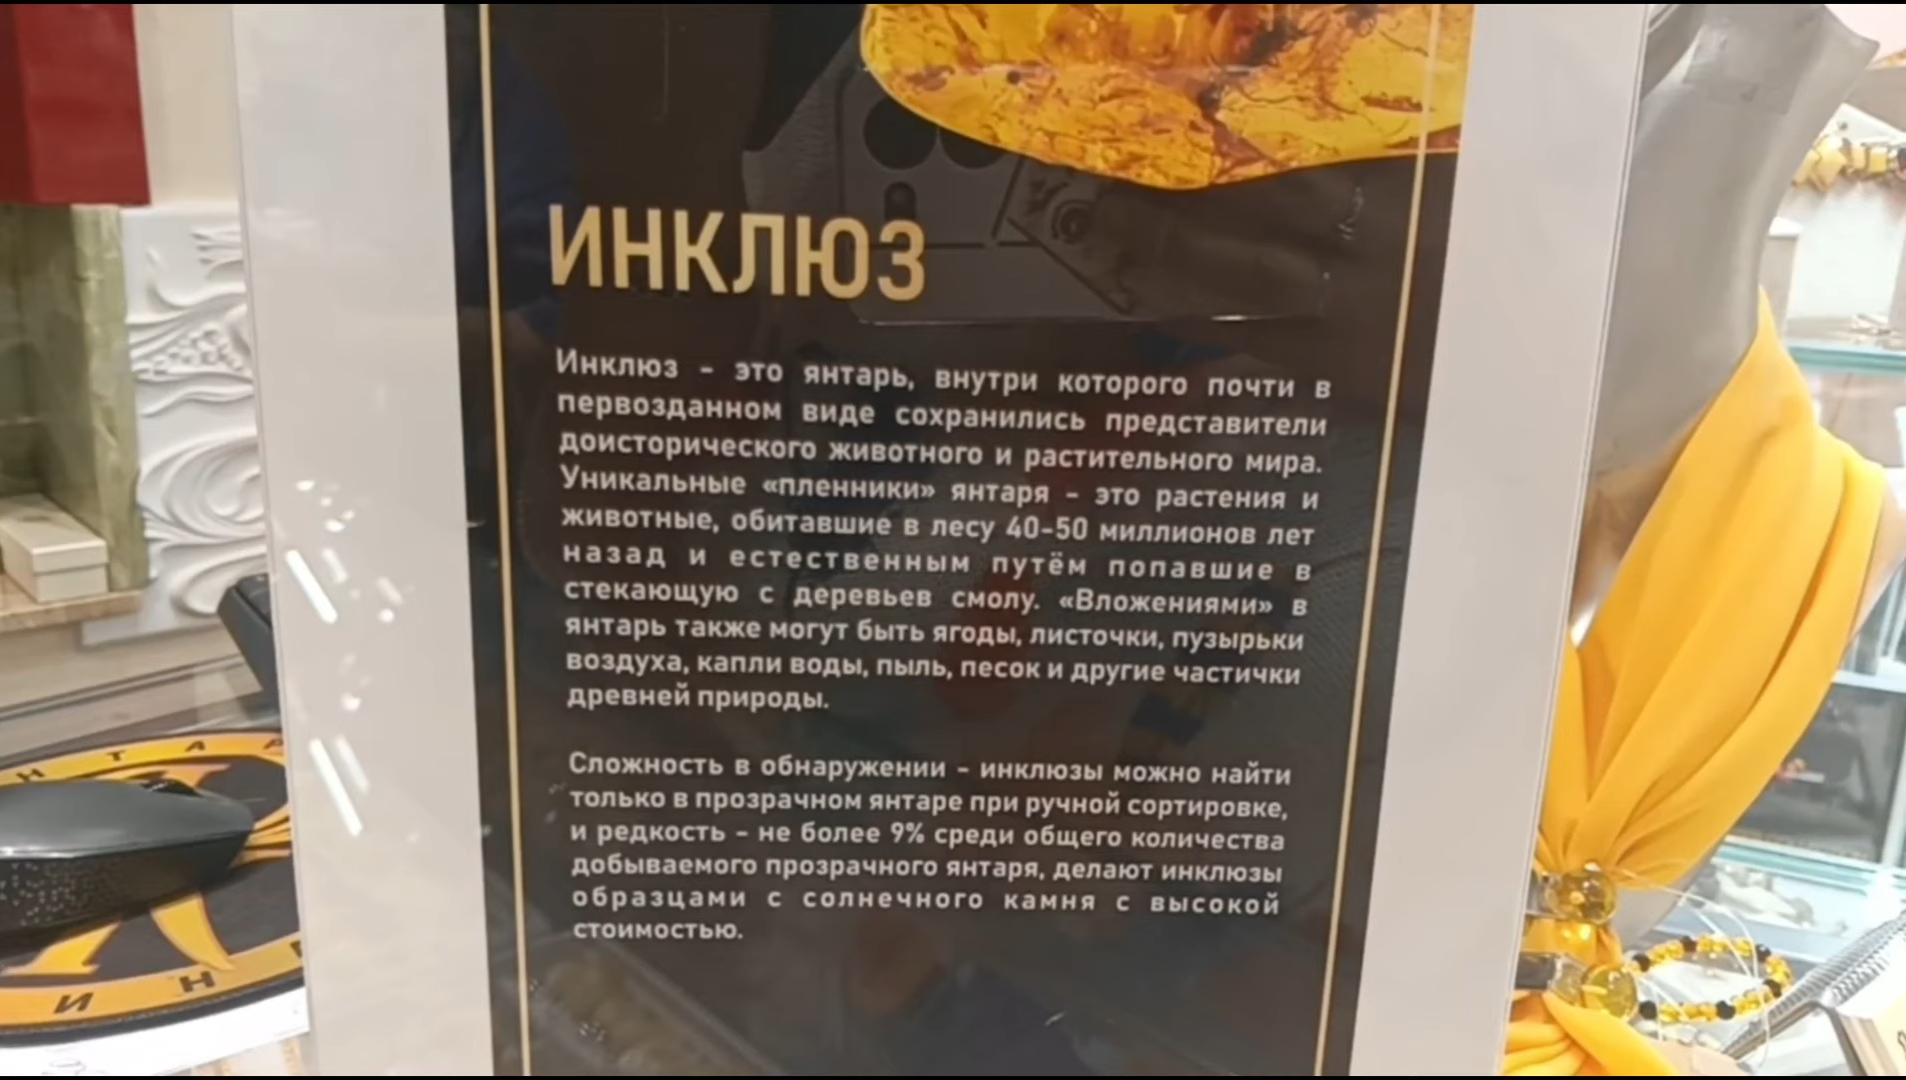 ИНКЛЮЗ
Инклюз - это янтарь, внутри которого почти в
первозданном виде сохранились представители
доисторического животного и растительного мира.
Уникальные «пленники» янтаря - это растения и
животные, обитавшие в лесу 40-50 миллионов лет
назад и естественным путём попавшие в
стекающую с деревьев смолу. «Вложениями» в
янтарь также могут быть ягоды, листочки, пузырьки
воздуха, капли воды, пыль, песок и другие частички
древней природы.
Сложность в обнаружении - инклюзы можно найти
только в прозрачном янтаре при ручной сортировке,
и редкость - не более 9% среди общего количества
добываемого прозрачного янтаря, делают инклюзы
образцами с солнечного камня с высокой
стоимостью.